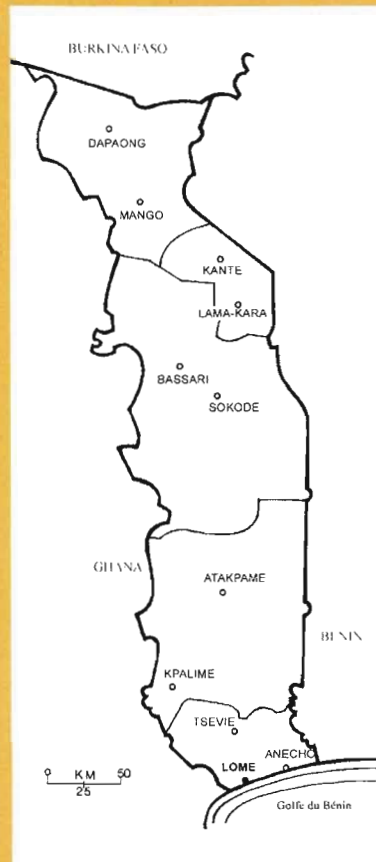 BURKINA FASO
DAPAONG
MANGO
KANTE
LAMA-KARA
BASSARI
SOKODE
GHANA
ATAKPAME
BENIN
KPALIME
TSEVIE
ANECHO
LOME
0 KM 50
25
Golfe du Bénin